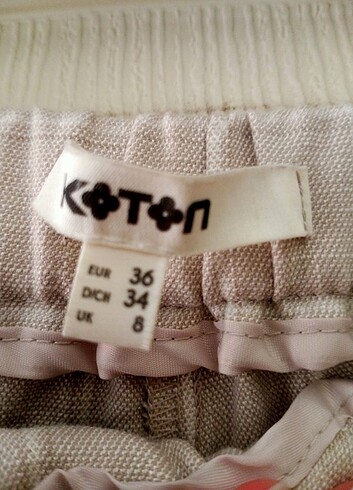 KOTON
EUR 36
D/CH 34
UK 8